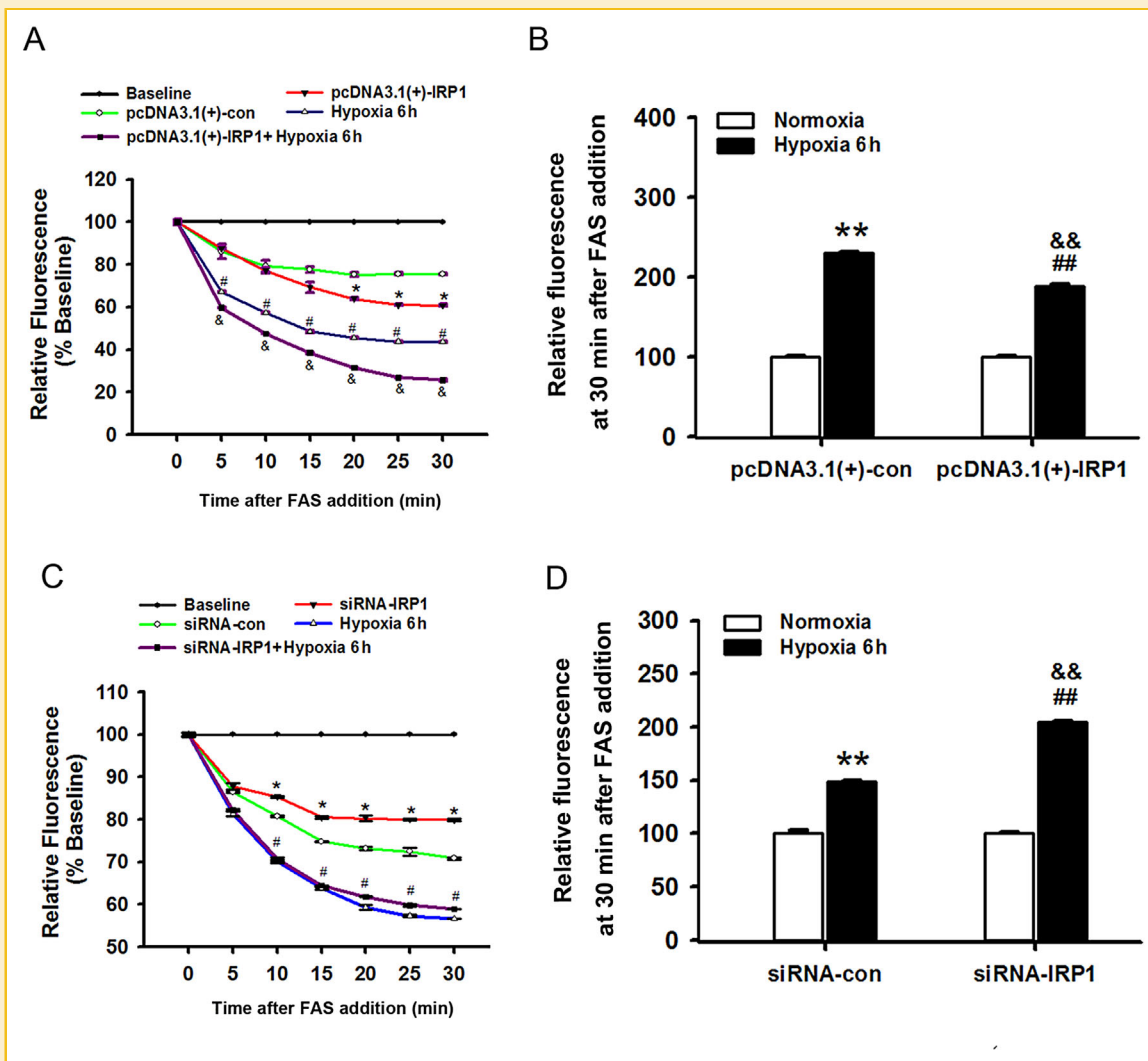 A
Baseline
pcDNA3.1(+)-IRP1
pcDNA3.1(+)-con
Hypoxia 6h
pcDNA3.1(+)-IRP1+ Hypoxia 6h
Relative Fluorescence
(% Baseline)
120
100
80
60
40
20
0
# # # # # #
* * *
& & & & & &
0 5 10 15 20 25 30
Time after FAS addition (min)
B
Normoxia
Hypoxia 6h
Relative fluorescence
at 30 min after FAS addition
400
300
200
100
0
**
&&
##
pcDNA3.1(+)-con pcDNA3.1(+)-IRP1
C
Baseline
siRNA-IRP1
siRNA-con
Hypoxia 6h
siRNA-IRP1+Hypoxia 6h
Relative Fluorescence
(% Baseline)
110
100
90
80
70
60
50
* * * * *
# # # # #
0 5 10 15 20 25 30
Time after FAS addition (min)
D
Normoxia
Hypoxia 6h
Relative fluorescence
at 30 min after FAS addition
300
250
200
150
100
50
0
**
&&
##
siRNA-con siRNA-IRP1